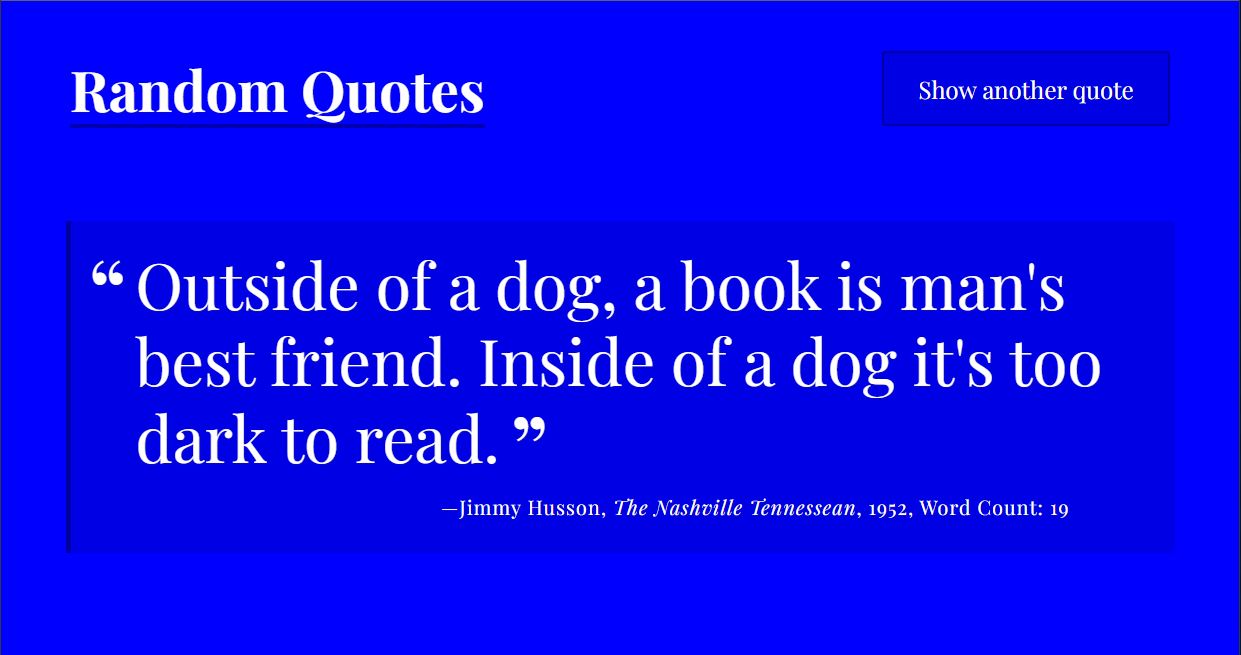 Random Quotes
Show another quote
“ Outside of a dog, a book is man's
best friend. Inside of a dog it's too
dark to read. ”
—Jimmy Husson, The Nashville Tennessean, 1952, Word Count: 19